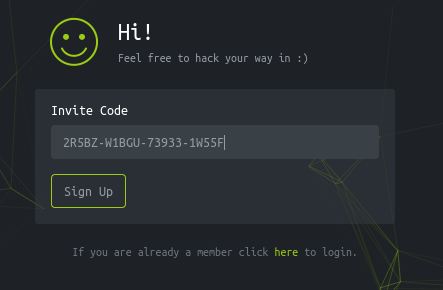 Hi!
Feel free to hack your way in :)
Invite Code
2R5BZ-W1BGU-73933-1W55F
Sign Up
If you are already a member click here to login.